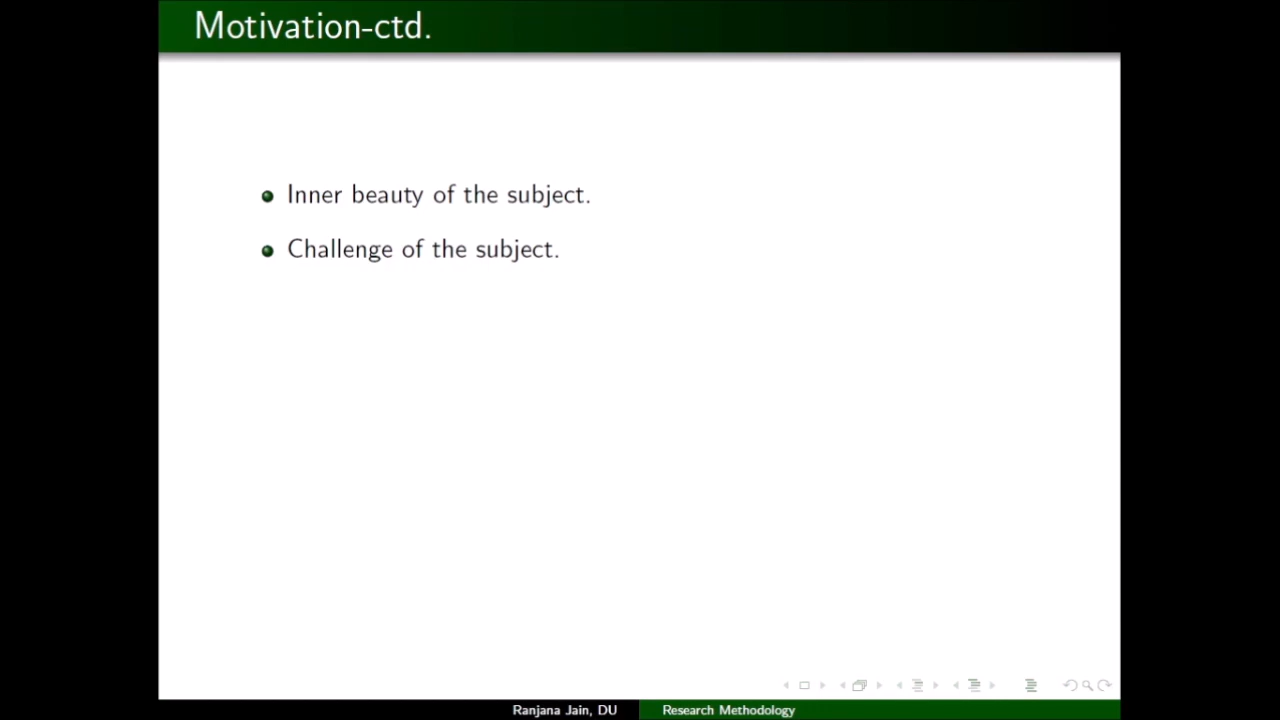 Motivation-ctd.
Inner beauty of the subject.
Challenge of the subject.
Ranjana Jain, DU
Research Methodology